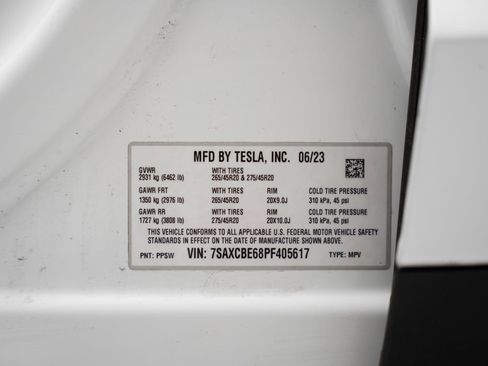 MFD BY TESLA, INC. 06/23
GVWR WITH TIRES
2931 kg (6462 lb) 265/45R20 & 275/45R20
GAWR FRT WITH TIRES RIM COLD TIRE PRESSURE
1350 kg (2976 lb) 265/45R20 20X9.0J 310 kPa, 45 psi
GAWR RR WITH TIRES RIM COLD TIRE PRESSURE
1727 kg (3808 lb) 275/45R20 20X10.0J 310 kPa, 45 psi
THIS VEHICLE CONFORMS TO ALL APPLICABLE U.S. FEDERAL MOTOR VEHICLE SAFETY
STANDARDS IN EFFECT ON THE DATE OF MANUFACTURE SHOWN ABOVE.
PNT: PPSW VIN: 7SAXCBE68PF405617 TYPE: MPV